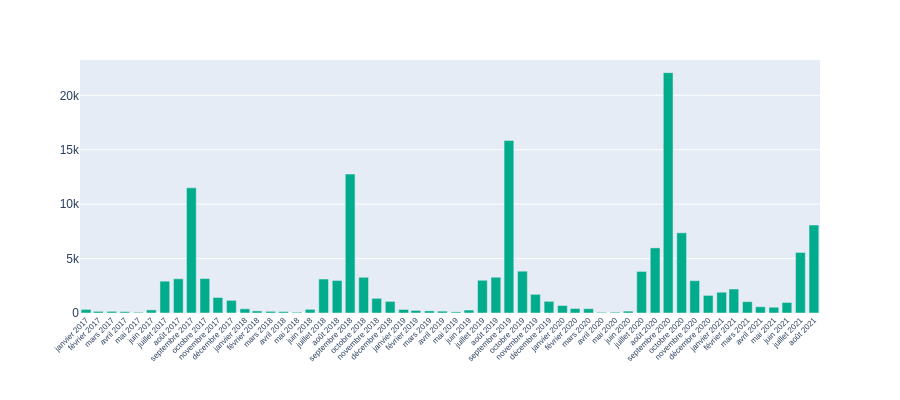 20k
15k
10k
5k
0
janvier 2017
février 2017
mars 2017
avril 2017
mai 2017
juin 2017
juillet 2017
août 2017
septembre 2017
octobre 2017
novembre 2017
décembre 2017
janvier 2018
février 2018
mars 2018
avril 2018
mai 2018
juin 2018
juillet 2018
août 2018
septembre 2018
octobre 2018
novembre 2018
décembre 2018
janvier 2019
février 2019
mars 2019
avril 2019
mai 2019
juin 2019
juillet 2019
août 2019
septembre 2019
octobre 2019
novembre 2019
décembre 2019
janvier 2020
février 2020
mars 2020
avril 2020
mai 2020
juin 2020
juillet 2020
août 2020
septembre 2020
octobre 2020
novembre 2020
décembre 2020
janvier 2021
février 2021
mars 2021
avril 2021
mai 2021
juin 2021
juillet 2021
août 2021